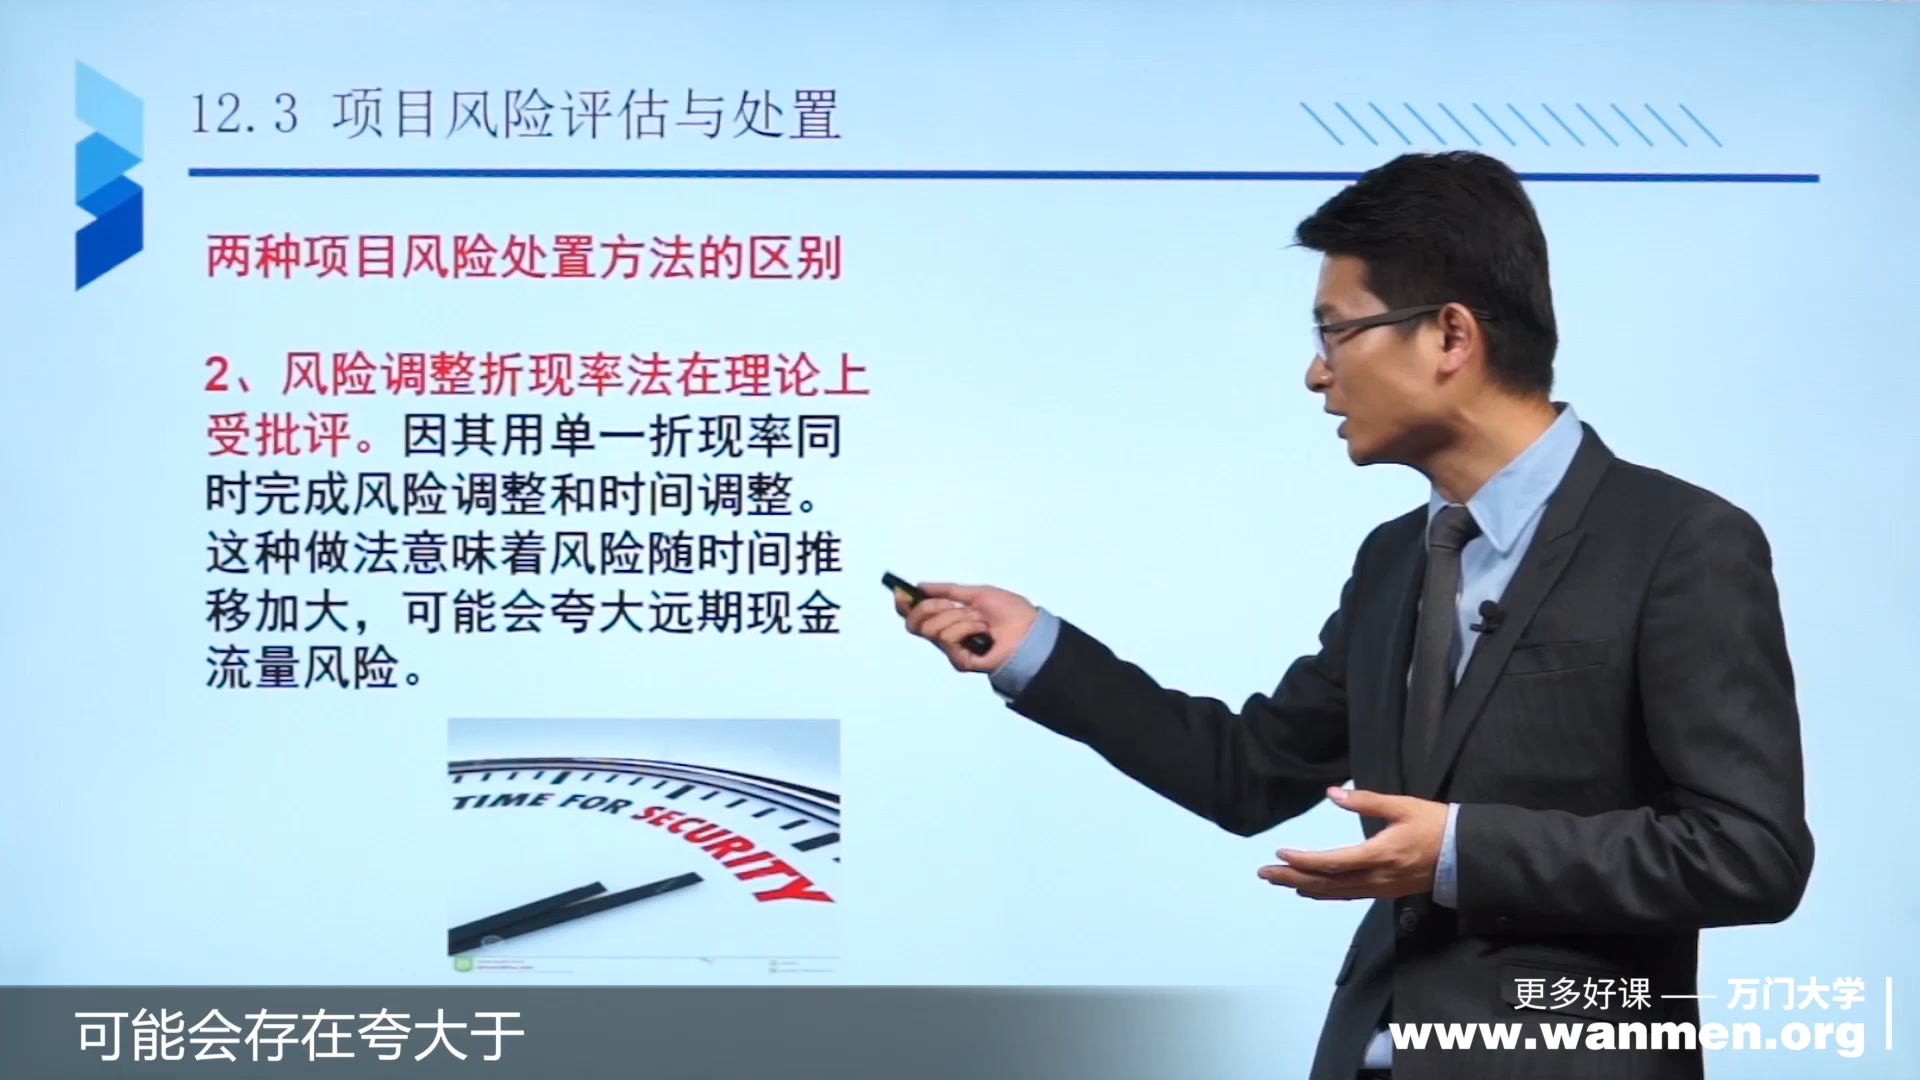 12.3 项目风险评估与处置
两种项目风险处置方法的区别
2、风险调整折现率法在理论上
受批评。因其用单一折现率同
时完成风险调整和时间调整。
这种做法意味着风险随时间推
移加大，可能会夸大远期现金
流量风险。
TIME FOR SECURITY
可能会存在夸大于
更多好课 —— 万门大学
www.wanmen.org